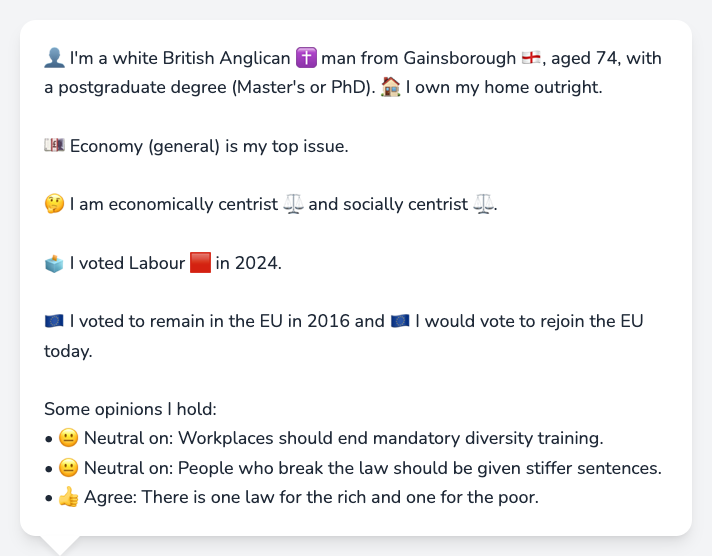 👤 I'm a white British Anglican ✝️ man from Gainsborough 🏴󠁧󠁢󠁥󠁮󠁧󠁿, aged 74, with
a postgraduate degree (Master's or PhD). 🏠 I own my home outright.
💷 Economy (general) is my top issue.
🤔 I am economically centrist ⚖️ and socially centrist ⚖️.
🗳️ I voted Labour 🟥 in 2024.
🇪🇺 I voted to remain in the EU in 2016 and 🇪🇺 I would vote to rejoin the EU
today.
Some opinions I hold:
• 😐 Neutral on: Workplaces should end mandatory diversity training.
• 😐 Neutral on: People who break the law should be given stiffer sentences.
• 👍 Agree: There is one law for the rich and one for the poor.